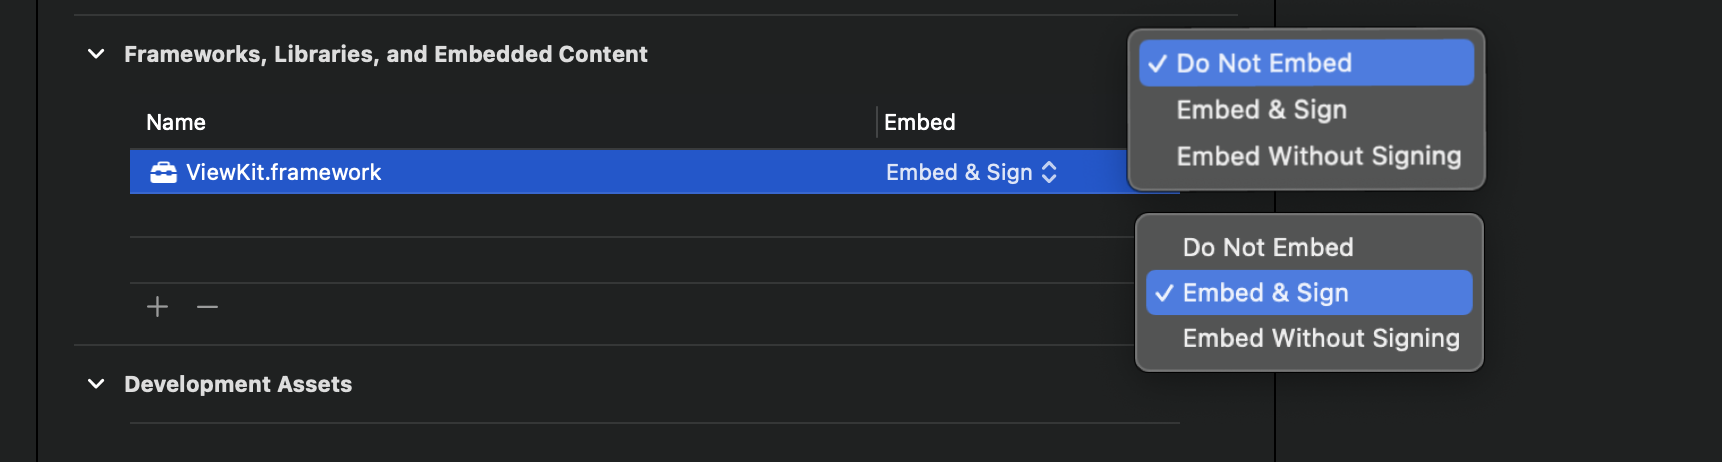 Frameworks, Libraries, and Embedded Content
Name Embed
ViewKit.framework Embed & Sign
Do Not Embed
Embed & Sign
Embed Without Signing
Do Not Embed
Embed & Sign
Embed Without Signing
Development Assets